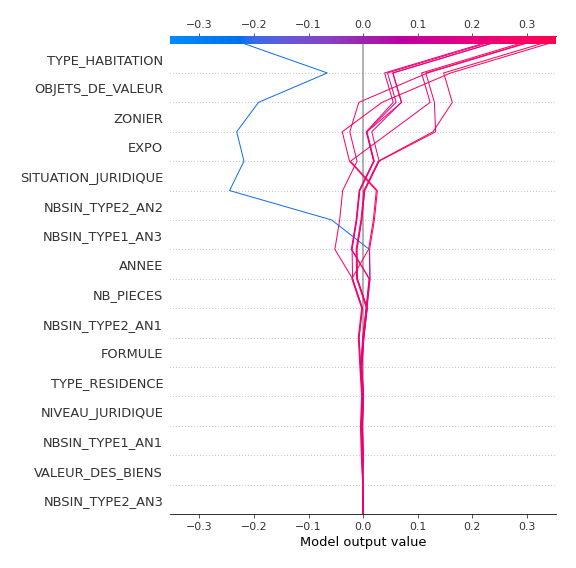 −0.3 −0.2 −0.1 0.0 0.1 0.2 0.3
TYPE_HABITATION
OBJETS_DE_VALEUR
ZONIER
EXPO
SITUATION_JURIDIQUE
NBSIN_TYPE2_AN2
NBSIN_TYPE1_AN3
ANNEE
NB_PIECES
NBSIN_TYPE2_AN1
FORMULE
TYPE_RESIDENCE
NIVEAU_JURIDIQUE
NBSIN_TYPE1_AN1
VALEUR_DES_BIENS
NBSIN_TYPE2_AN3
−0.3 −0.2 −0.1 0.0 0.1 0.2 0.3
Model output value